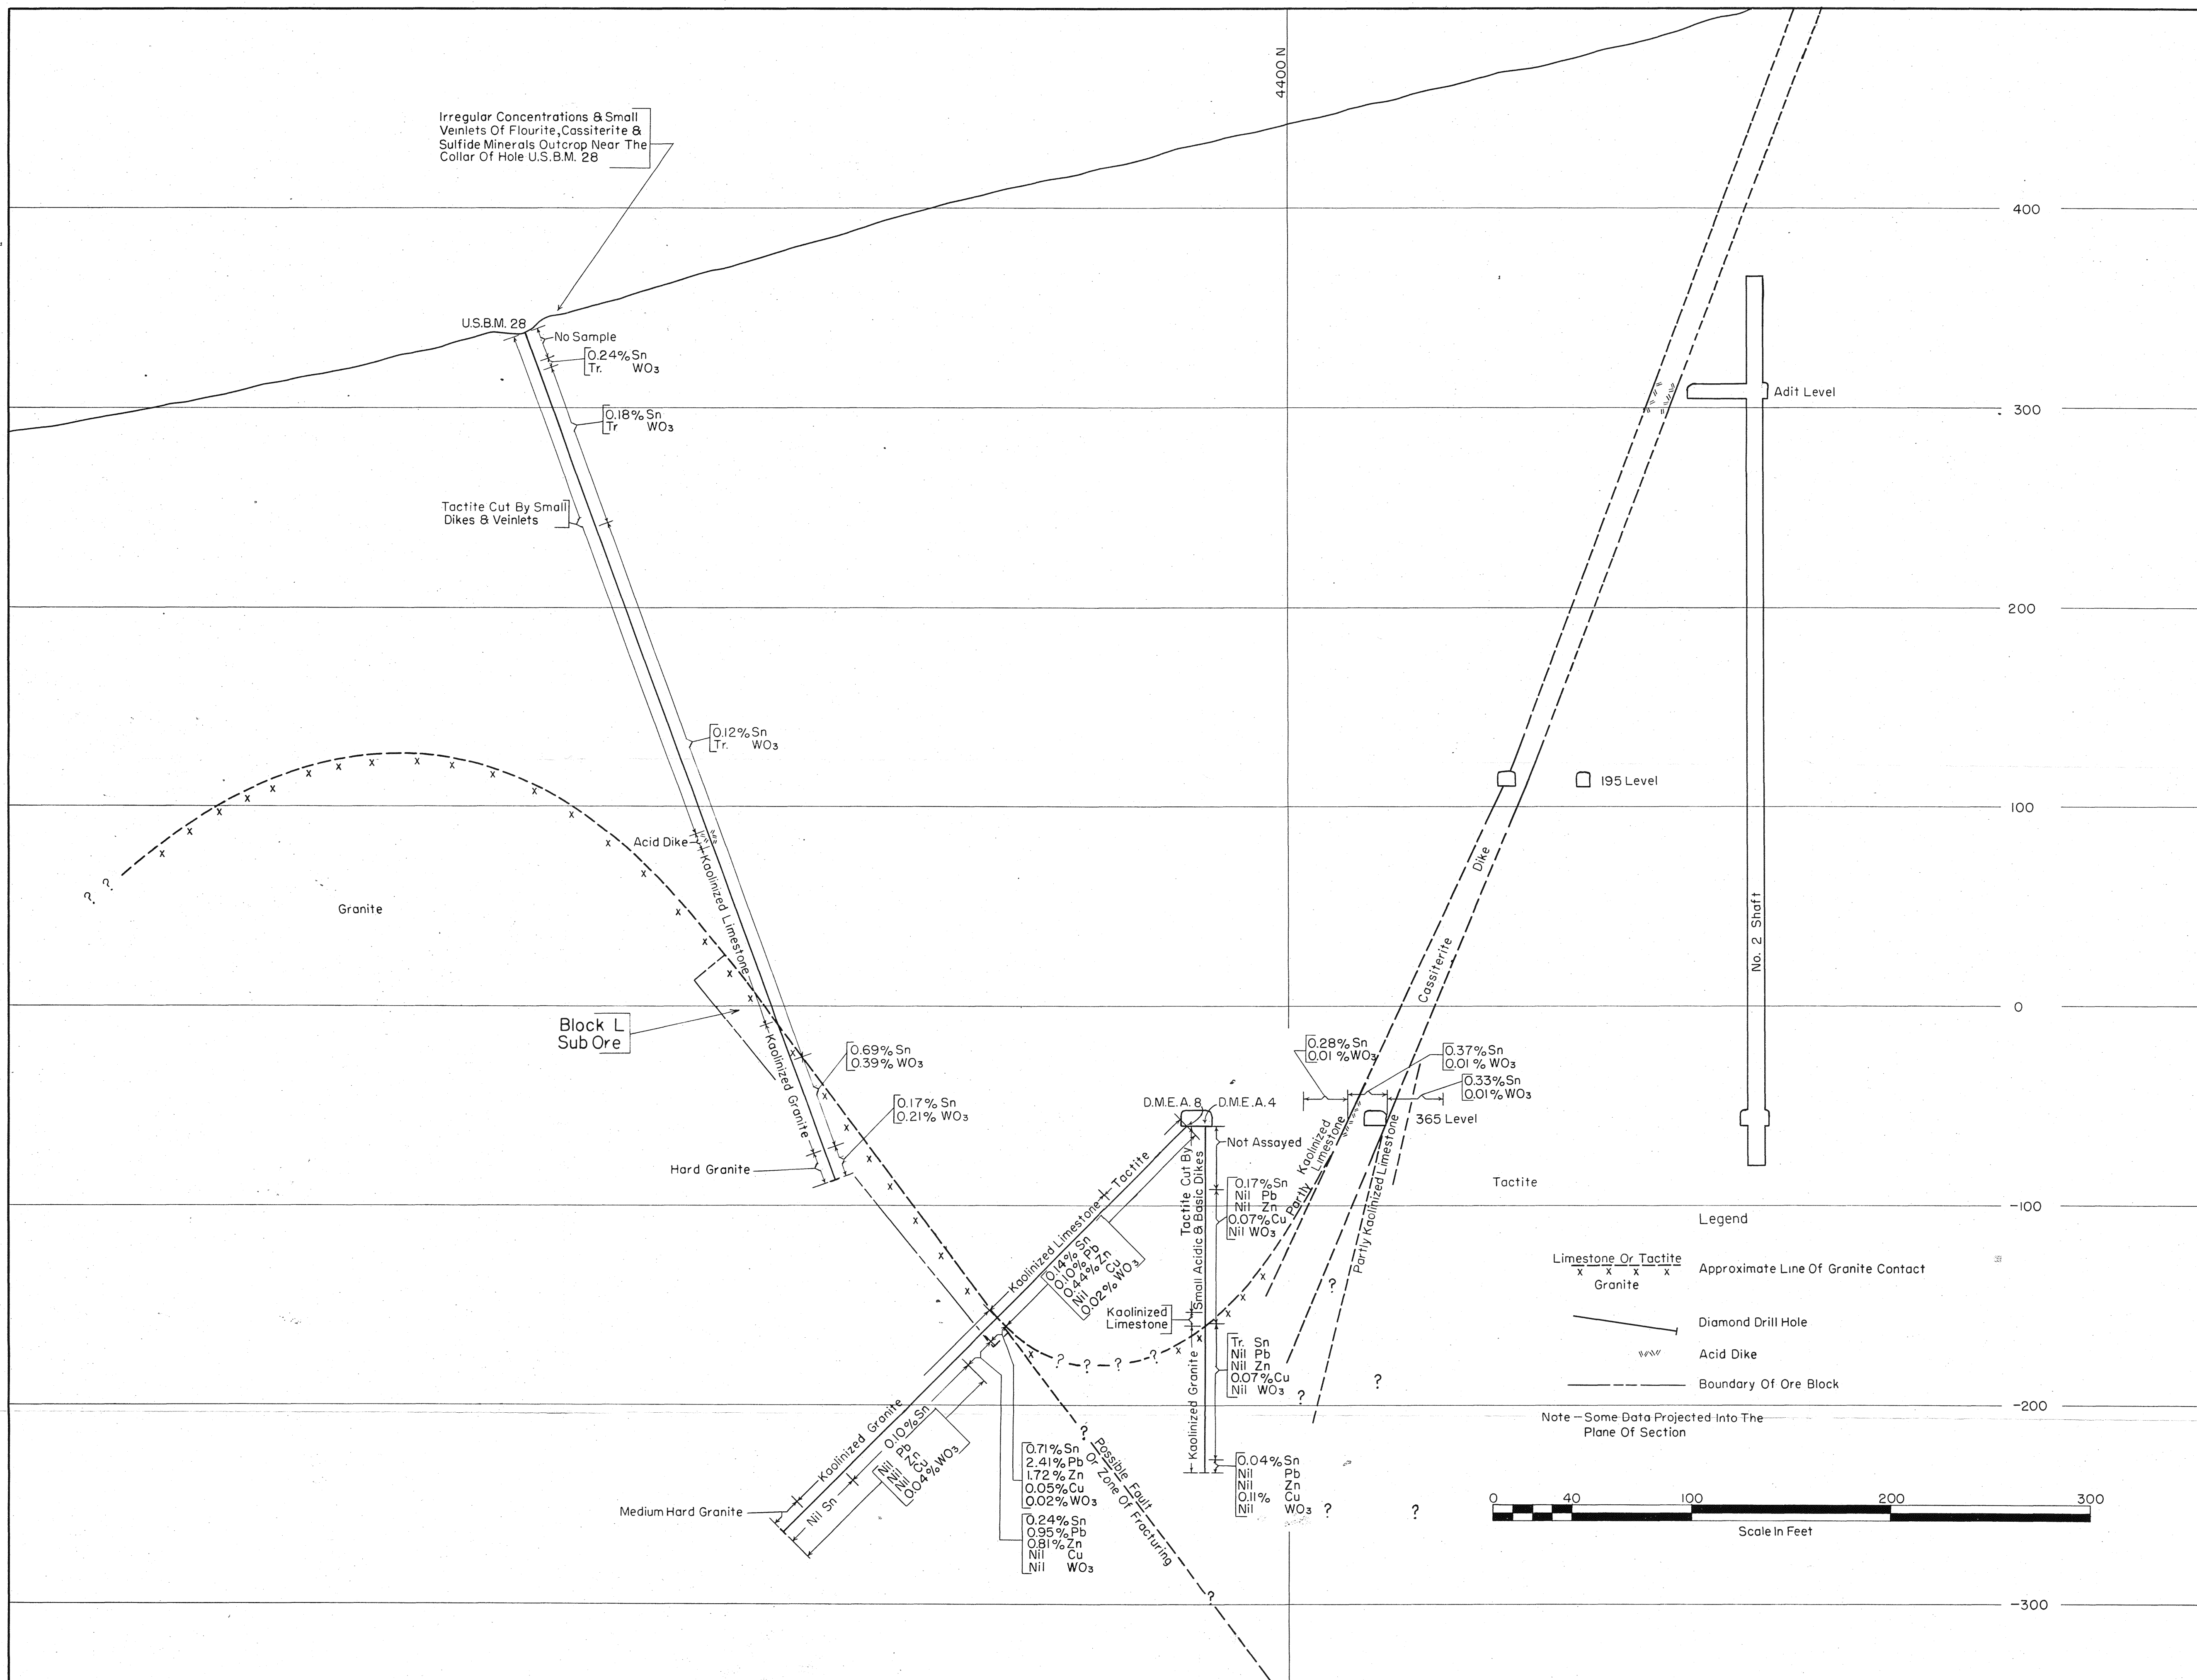 4400 N
Irregular Concentrations & Small
Veinlets Of Flourite, Cassiterite &
Sulfide Minerals Outcrop Near The
Collar Of Hole U.S.B.M. 28
400
U.S.B.M. 28
No Sample
0.24% Sn
Tr. WO3
Adit Level
300
0.18% Sn
Tr WO3
Tactite Cut By Small
Dikes & Veinlets
200
0.12% Sn
Tr. WO3
195 Level
100
Acid Dike
Kaolinized Limestone
Dike
Granite
No. 2 Shaft
Cassiterite
0
Block L
Sub Ore
Kaolinized Granite
0.69% Sn
0.39% WO3
0.28% Sn
0.01 % WO3
0.37% Sn
0.01 % WO3
0.33% Sn
0.01% WO3
0.17% Sn
0.21% WO3
D.M.E.A. 8
D.M.E.A. 4
365 Level
Not Assayed
Hard Granite
Tactite
Kaolinized Limestone
Tactite Cut By
Small Acidic & Basic Dikes
Partly Kaolinized
Limestone
Partly Kaolinized Limestone
Tactite
0.17% Sn
Nil Pb
Nil Zn
0.07% Cu
Nil WO3
-100
Legend
0.14% Sn
0.10% Pb
0.44% Zn
Nil Cu
0.02% WO3
Limestone Or Tactite
x x x x
Granite
Approximate Line Of Granite Contact
Kaolinized
Limestone
Diamond Drill Hole
Tr. Sn
Nil Pb
Nil Zn
0.07% Cu
Nil WO3
Acid Dike
Boundary Of Ore Block
Kaolinized Granite
-200
Note – Some Data Projected Into The
Plane Of Section
Kaolinized Granite
0.10% Sn
Nil Pb
Nil Zn
Nil Cu
0.04% WO3
Nil Sn
Medium Hard Granite
0.71% Sn
2.41% Pb
1.72% Zn
0.05% Cu
0.02% WO3
0.24% Sn
0.95% Pb
0.81% Zn
Nil Cu
Nil WO3
Possible Fault
Or Zone Of Fracturing
0.04% Sn
Nil Pb
Nil Zn
0.11% Cu
Nil WO3
0 40 100 200 300
Scale In Feet
-300